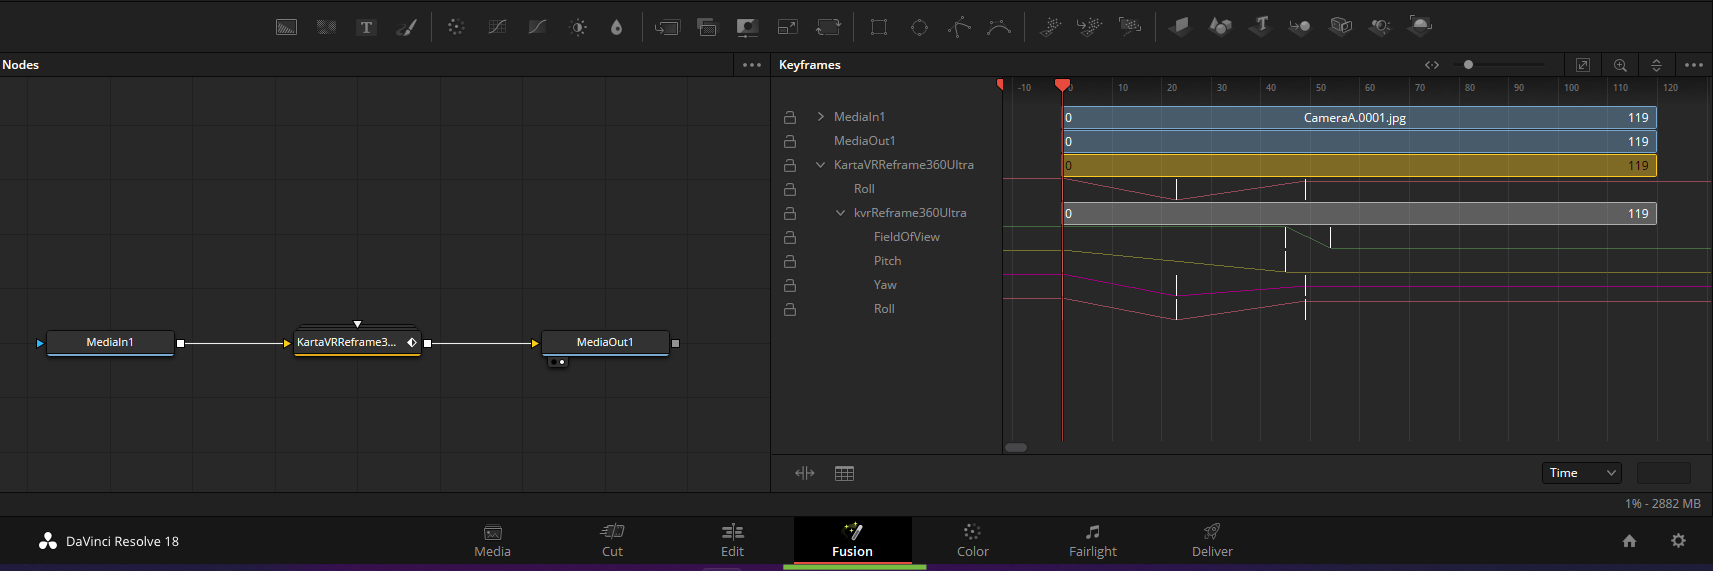 T
T
Nodes
Keyframes
-10 0 10 20 30 40 50 60 70 80 90 100 110 120
MediaIn1
0 CameraA.0001.jpg 119
MediaOut1
0 119
KartaVRReframe360Ultra
0 119
Roll
kvrReframe360Ultra
0 119
FieldOfView
Pitch
Yaw
Roll
MediaIn1
KartaVRReframe3...
MediaOut1
Time
1% - 2882 MB
DaVinci Resolve 18
Media
Cut
Edit
Fusion
Color
Fairlight
Deliver